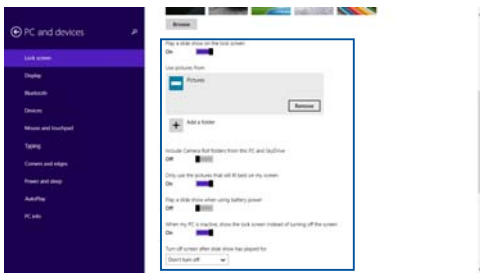 PC and devices
Lock screen
Display
Bluetooth
Devices
Mouse and touchpad
Typing
Corners and edges
Power and sleep
AutoPlay
PC info
Browse
Play a slide show on the lock screen
On
Use pictures from
Pictures
Remove
Add a folder
Include Camera Roll folders from this PC and SkyDrive
Off
Only use the pictures that will fit best on my screen
On
Play a slide show when using battery power
Off
When my PC is inactive, show the lock screen instead of turning off the screen
On
Turn off screen after slide show has played for
Don't turn off